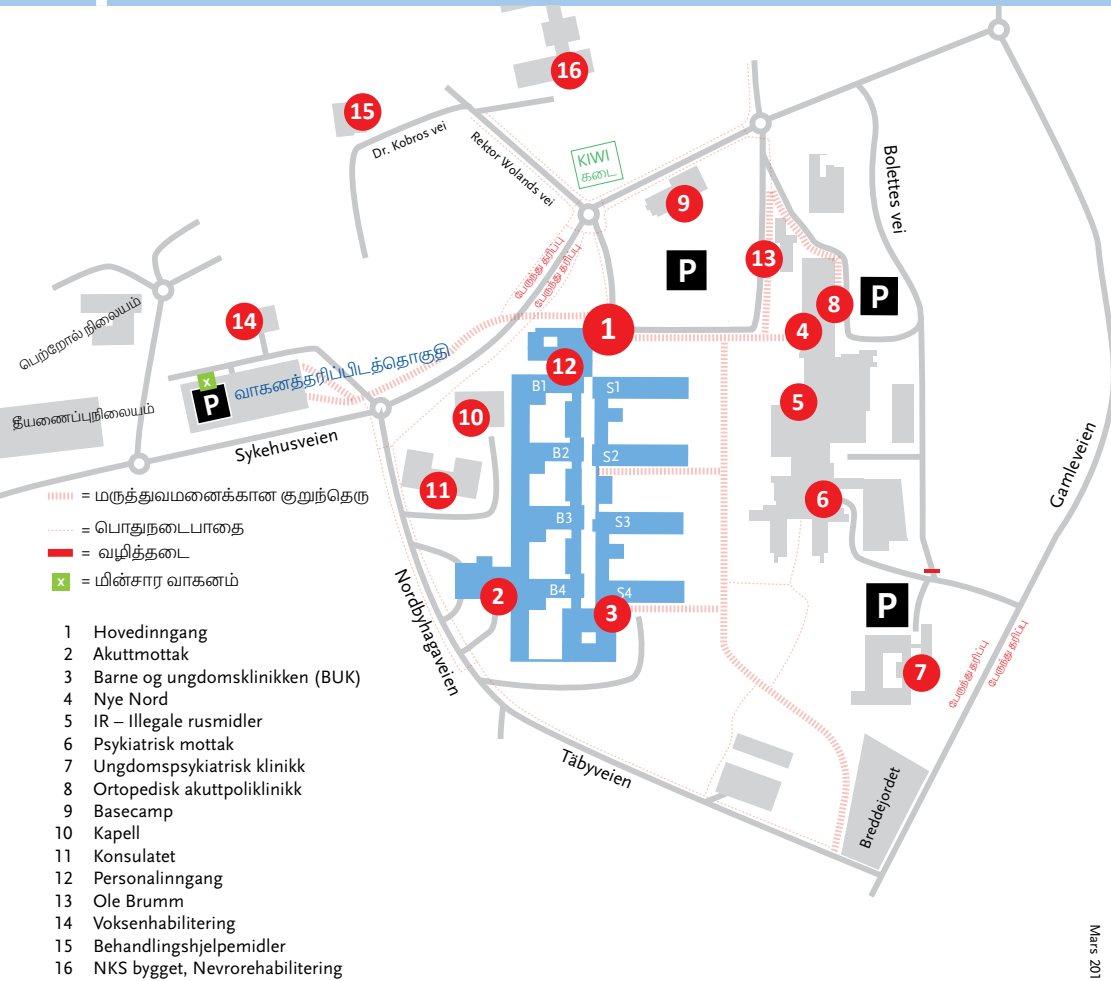 16
15
Dr. Kobros vei
Rektor Wolands vei
KIWI
கடை
Bolettes vei
9
P
13
பேருந்து தரிப்பு
பேருந்து தரிப்பு
8
P
4
1
14
பெற்றோல் நிலையம்
வாகனத்தரிப்பிடத்தொகுதி
x
P
தீயணைப்புநிலையம்
Sykehusveien
12
B1
S1
10
5
B2
S2
11
6
B3
S3
Gamleveien
= மருத்துவமனைக்கான குறுந்தெரு
= பொதுநடைபாதை
= வழித்தடை
x = மின்சார வாகனம்
Nordbyhagaveien
2
B4
S4
3
P
7
பேருந்து தரிப்பு
பேருந்து தரிப்பு
Täbyveien
Breddejordet
1 Hovedinngang
2 Akuttmottak
3 Barne og ungdomsklinikken (BUK)
4 Nye Nord
5 IR – Illegale rusmidler
6 Psykiatrisk mottak
7 Ungdomspsykiatrisk klinikk
8 Ortopedisk akuttpoliklinikk
9 Basecamp
10 Kapell
11 Konsulatet
12 Personalinngang
13 Ole Brumm
14 Voksenhabilitering
15 Behandlingshjelpemidler
16 NKS bygget, Nevrorehabilitering
Mars 201